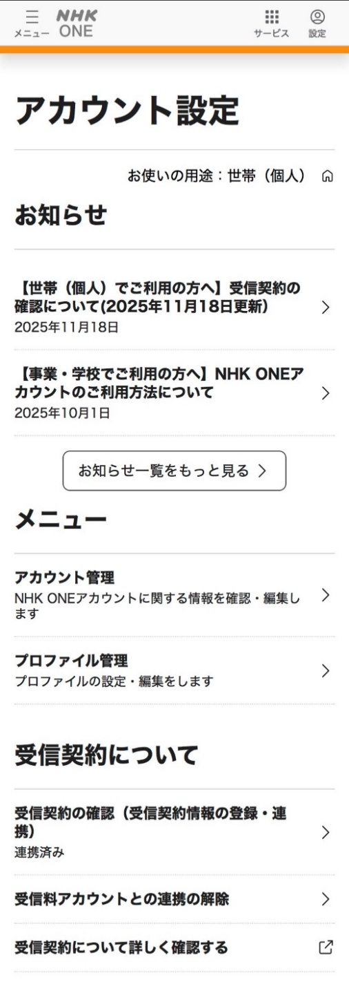 メニュー
NHK
ONE
サービス
設定
アカウント設定
お使いの用途：世帯（個人）
お知らせ
【世帯（個人）でご利用の方へ】受信契約の
確認について(2025年11月18日更新）
2025年11月18日
【事業・学校でご利用の方へ】NHK ONEア
カウントのご利用方法について
2025年10月1日
お知らせ一覧をもっと見る
メニュー
アカウント管理
NHK ONEアカウントに関する情報を確認・編集し
ます
プロファイル管理
プロファイルの設定・編集をします
受信契約について
受信契約の確認（受信契約情報の登録・連
携）
連携済み
受信料アカウントとの連携の解除
受信契約について詳しく確認する